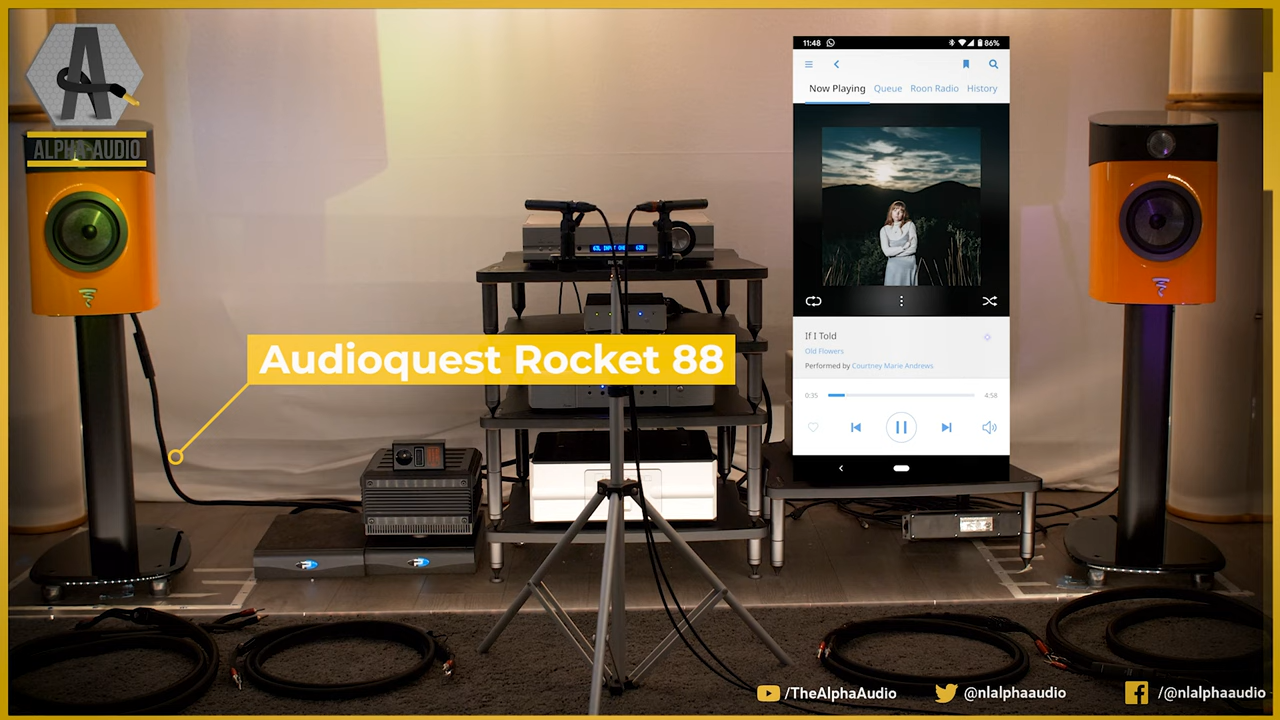 ALPHA-AUDIO
11:48
86%
Now Playing Queue Roon Radio History
Audioquest Rocket 88
If I Told
Old Flowers
Performed by Courtney Marie Andrews
0:35
4:58
/TheAlphaAudio
@nlalphaaudio
/@nlalphaaudio